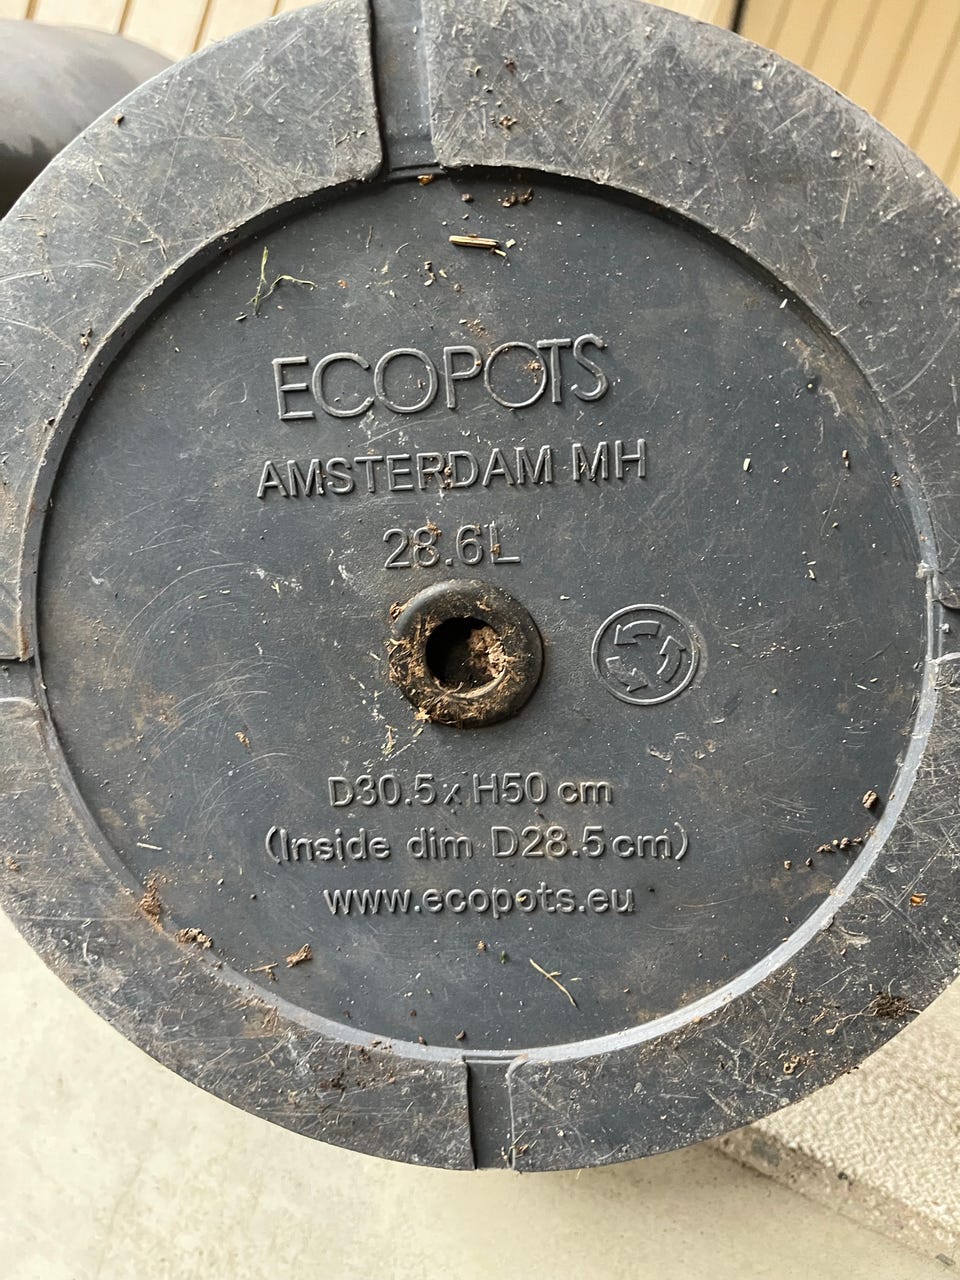 ECOPOTS
AMSTERDAM MH
28.6L
D30.5 x H50 cm
(Inside dim D28.5 cm)
www.ecopots.eu